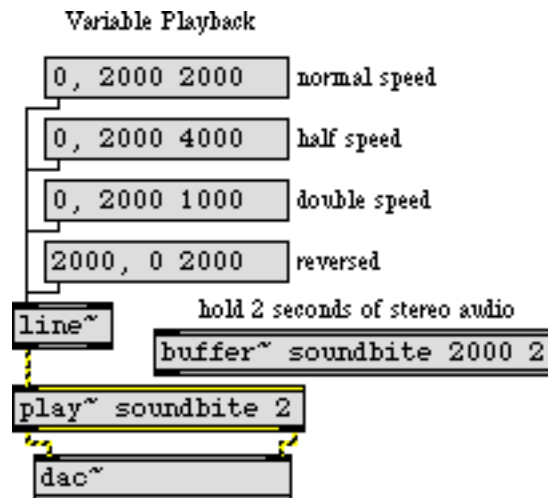 Variable Playback
0, 2000 2000 normal speed
0, 2000 4000 half speed
0, 2000 1000 double speed
2000, 0 2000 reversed
hold 2 seconds of stereo audio
line~
buffer~ soundbite 2000 2
play~ soundbite 2
dac~